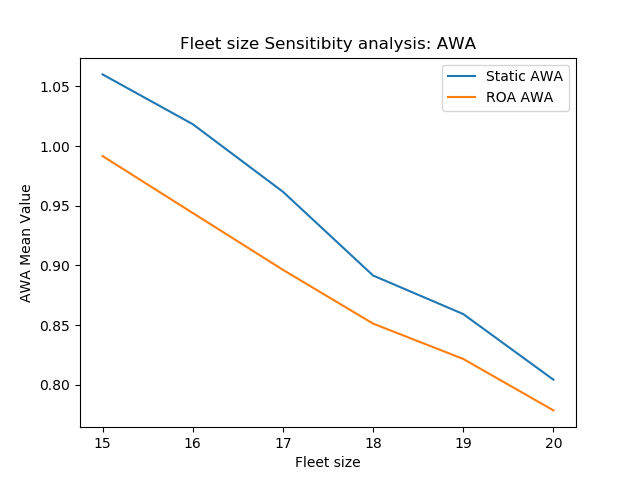 Fleet size Sensitibity analysis: AWA
Static AWA
ROA AWA
AWA Mean Value
1.05
1.00
0.95
0.90
0.85
0.80
15 16 17 18 19 20
Fleet size